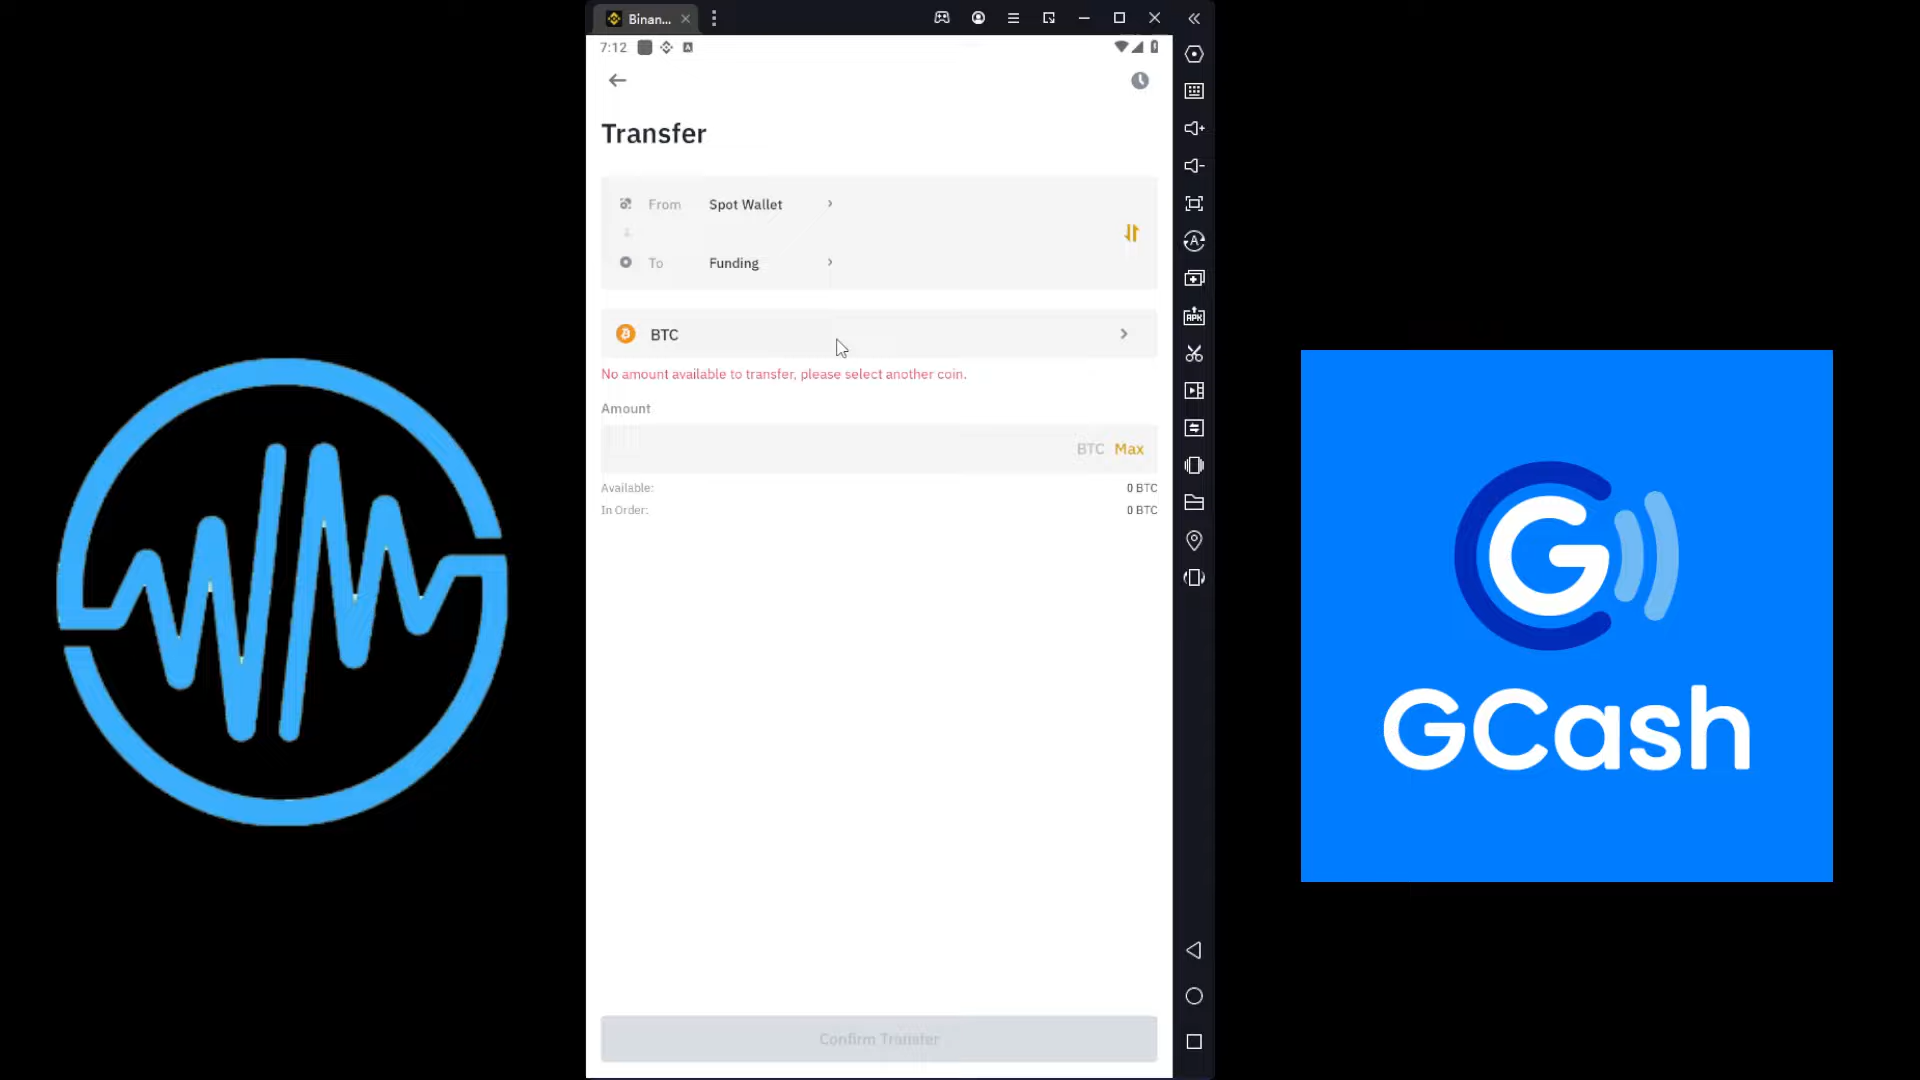 Binan...
7:12
Transfer
From Spot Wallet
To Funding
BTC
No amount available to transfer, please select another coin.
Amount
BTC Max
Available: 0 BTC
In Order: 0 BTC
Confirm Transfer
APK
G
GCash